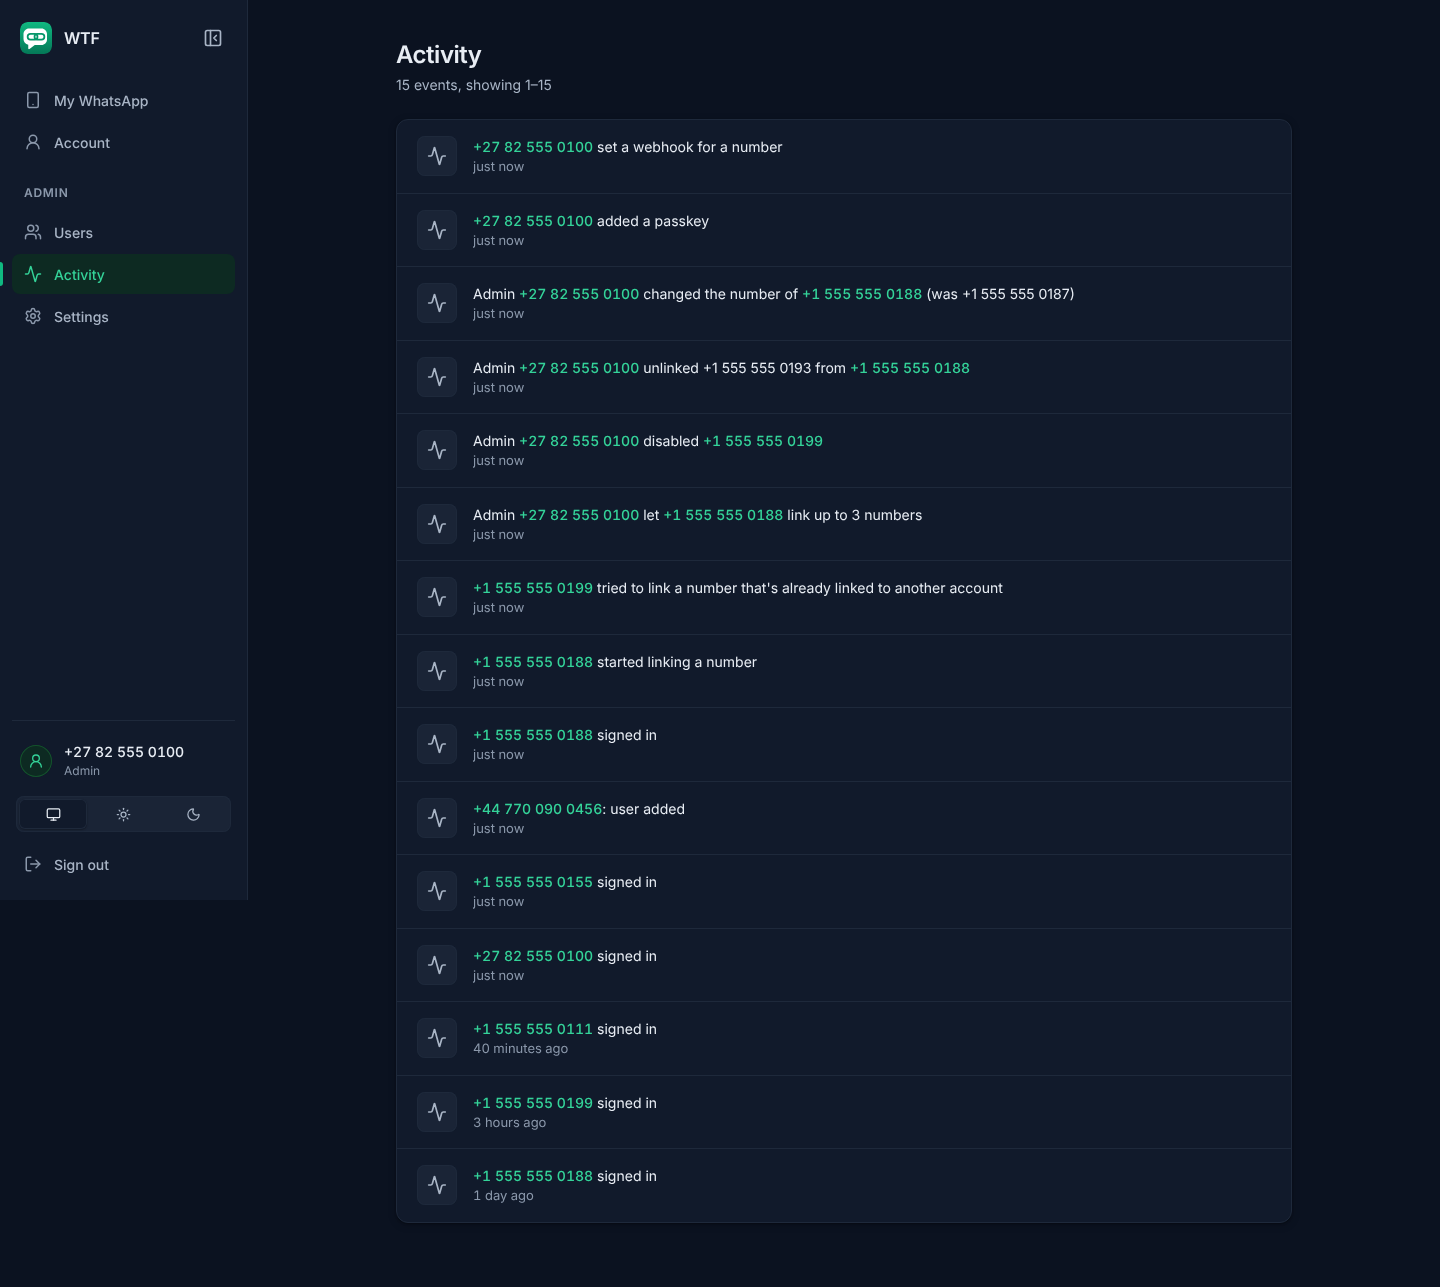 WTF
My WhatsApp
Account
ADMIN
Users
Activity
Settings
+27 82 555 0100
Admin
Sign out
Activity
15 events, showing 1–15
+27 82 555 0100 set a webhook for a number
just now
+27 82 555 0100 added a passkey
just now
Admin +27 82 555 0100 changed the number of +1 555 555 0188 (was +1 555 555 0187)
just now
Admin +27 82 555 0100 unlinked +1 555 555 0193 from +1 555 555 0188
just now
Admin +27 82 555 0100 disabled +1 555 555 0199
just now
Admin +27 82 555 0100 let +1 555 555 0188 link up to 3 numbers
just now
+1 555 555 0199 tried to link a number that's already linked to another account
just now
+1 555 555 0188 started linking a number
just now
+1 555 555 0188 signed in
just now
+44 770 090 0456: user added
just now
+1 555 555 0155 signed in
just now
+27 82 555 0100 signed in
just now
+1 555 555 0111 signed in
40 minutes ago
+1 555 555 0199 signed in
3 hours ago
+1 555 555 0188 signed in
1 day ago